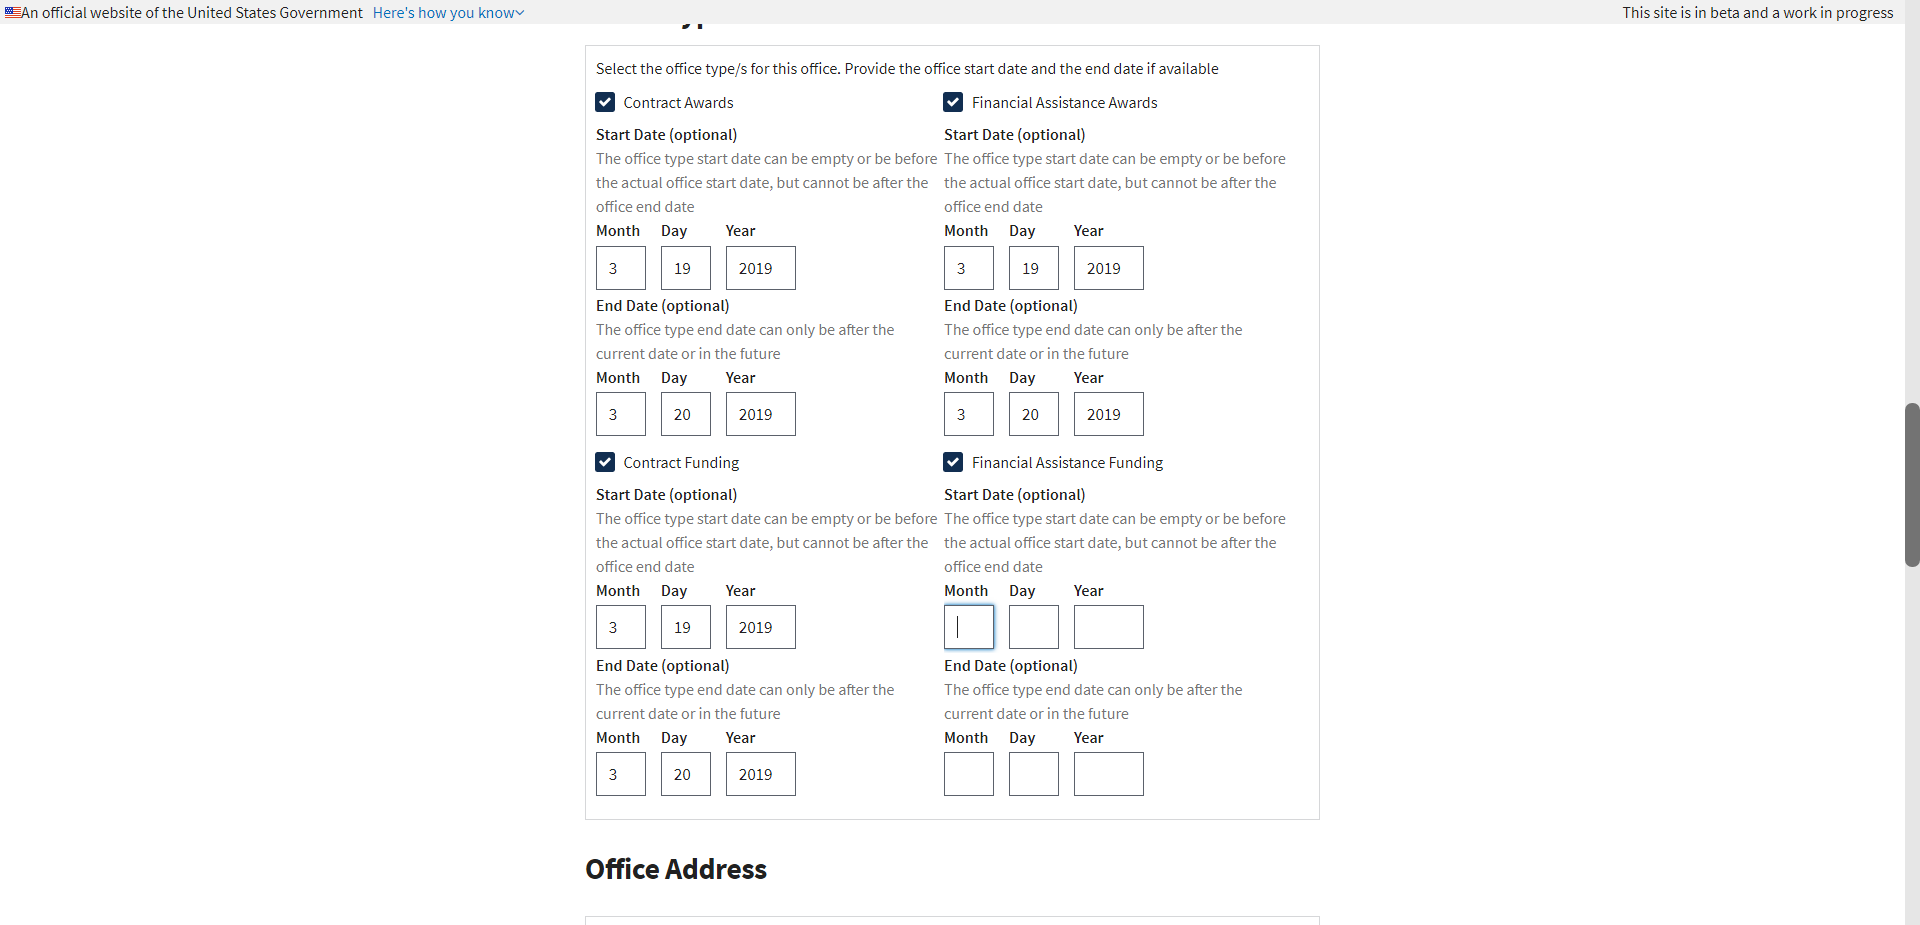 An official website of the United States Government Here's how you know
This site is in beta and a work in progress
Select the office type/s for this office. Provide the office start date and the end date if available
Contract Awards
Start Date (optional)
The office type start date can be empty or be before
the actual office start date, but cannot be after the
office end date
Month Day Year
3 19 2019
End Date (optional)
The office type end date can only be after the
current date or in the future
Month Day Year
3 20 2019
Financial Assistance Awards
Start Date (optional)
The office type start date can be empty or be before
the actual office start date, but cannot be after the
office end date
Month Day Year
3 19 2019
End Date (optional)
The office type end date can only be after the
current date or in the future
Month Day Year
3 20 2019
Contract Funding
Start Date (optional)
The office type start date can be empty or be before
the actual office start date, but cannot be after the
office end date
Month Day Year
3 19 2019
End Date (optional)
The office type end date can only be after the
current date or in the future
Month Day Year
3 20 2019
Financial Assistance Funding
Start Date (optional)
The office type start date can be empty or be before
the actual office start date, but cannot be after the
office end date
Month Day Year
End Date (optional)
The office type end date can only be after the
current date or in the future
Month Day Year
Office Address